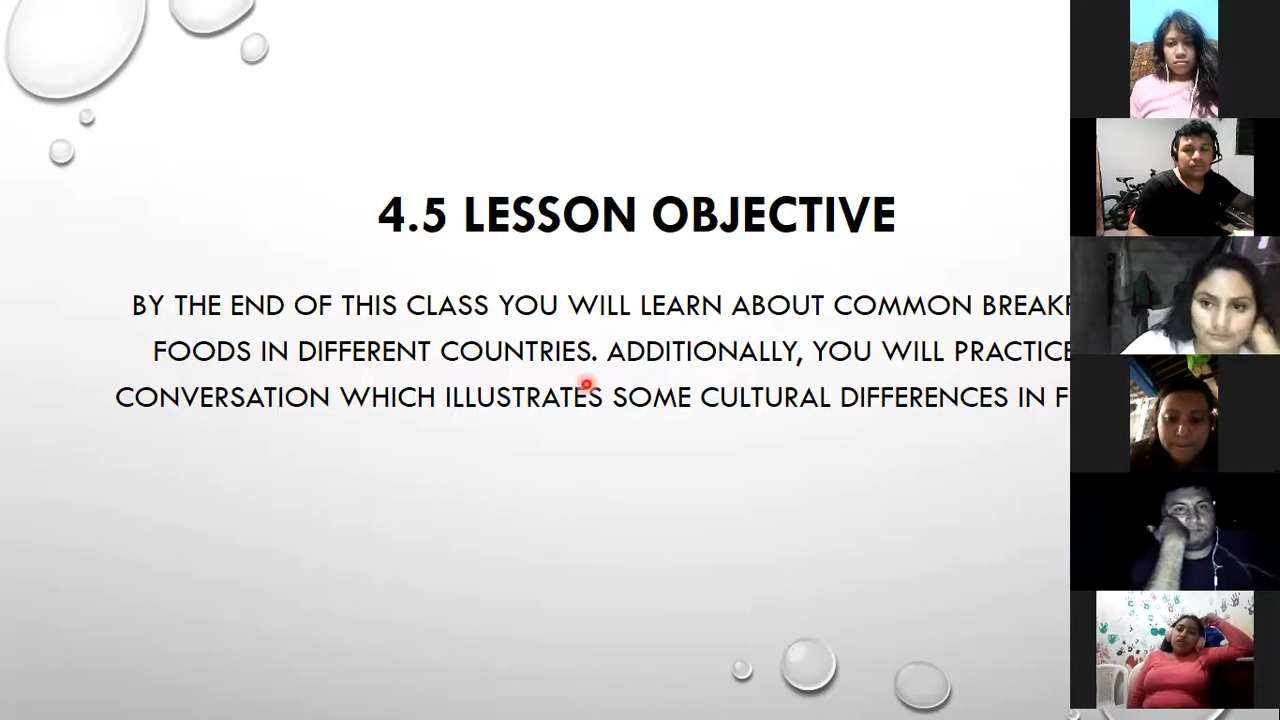 4.5 LESSON OBJECTIVE
BY THE END OF THIS CLASS YOU WILL LEARN ABOUT COMMON
FOODS IN DIFFERENT COUNTRIES. ADDITIONALLY, YOU WILL PRACTICE
CONVERSATION WHICH ILLUSTRATES SOME CULTURAL DIFFERENCES IN